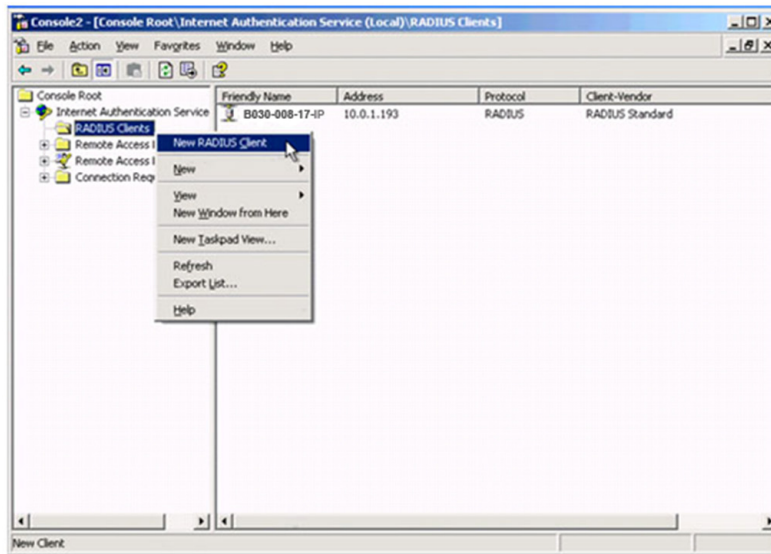 Console2 - [Console Root\Internet Authentication Service (Local)\RADIUS Clients]
File Action View Favorites Window Help
Console Root
Internet Authentication Service
RADIUS Clients
Remote Access
Remote Access
Connection Req
Friendly Name Address Protocol Client-Vendor
B030-008-17-IP 10.0.1.193 RADIUS RADIUS Standard
New RADIUS Client
New
View
New Window from Here
New Taskpad View...
Refresh
Export List...
Help
New Client